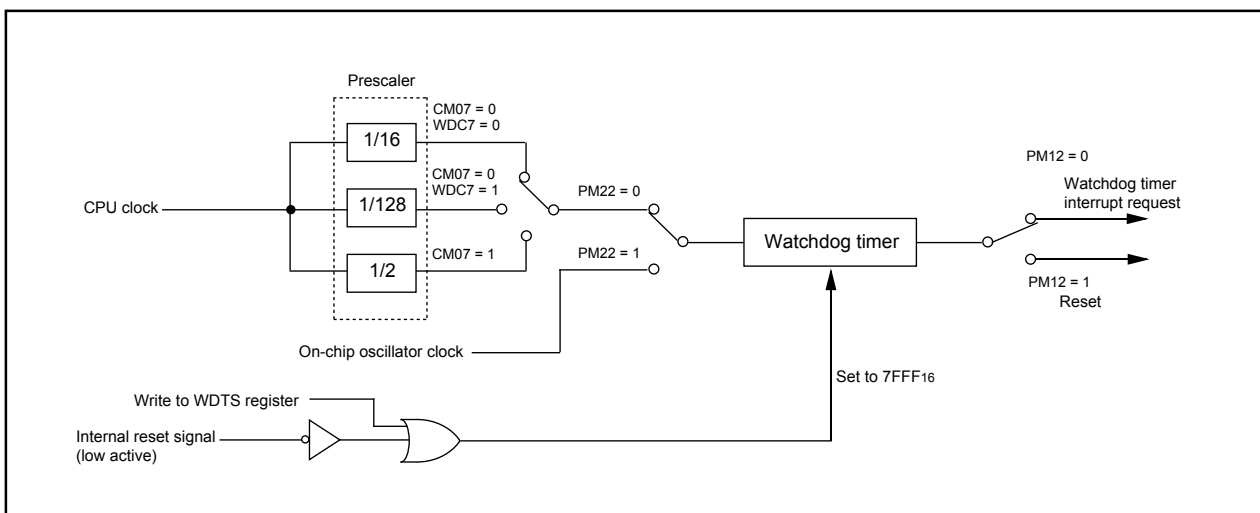 Prescaler
CM07 = 0
WDC7 = 0
1/16
CM07 = 0
WDC7 = 1
PM22 = 0
CPU clock
1/128
1/2
CM07 = 1
PM22 = 1
On-chip oscillator clock
Watchdog timer
PM12 = 0
Watchdog timer
interrupt request
PM12 = 1
Reset
Set to 7FFF16
Write to WDTS register
Internal reset signal
(low active)